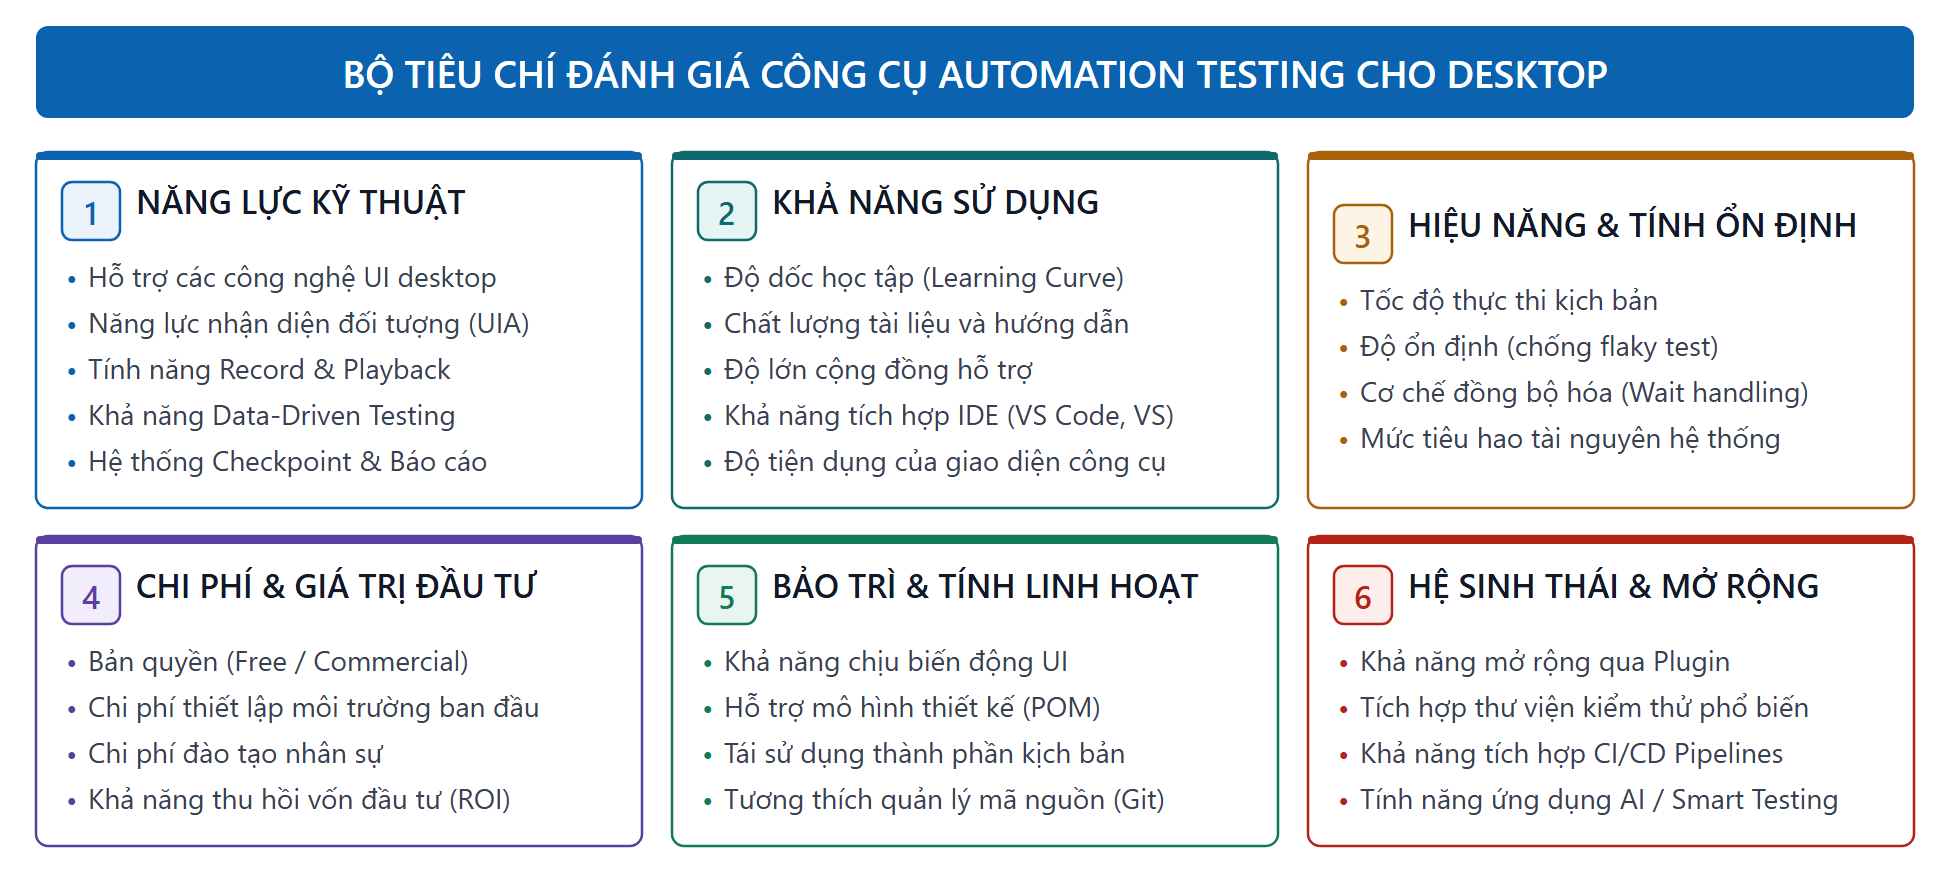 BỘ TIÊU CHÍ ĐÁNH GIÁ CÔNG CỤ AUTOMATION TESTING CHO DESKTOP
1 NĂNG LỰC KỸ THUẬT
• Hỗ trợ các công nghệ UI desktop
• Năng lực nhận diện đối tượng (UIA)
• Tính năng Record & Playback
• Khả năng Data-Driven Testing
• Hệ thống Checkpoint & Báo cáo
2 KHẢ NĂNG SỬ DỤNG
• Độ dốc học tập (Learning Curve)
• Chất lượng tài liệu và hướng dẫn
• Độ lớn cộng đồng hỗ trợ
• Khả năng tích hợp IDE (VS Code, VS)
• Độ tiện dụng của giao diện công cụ
3 HIỆU NĂNG & TÍNH ỔN ĐỊNH
• Tốc độ thực thi kịch bản
• Độ ổn định (chống flaky test)
• Cơ chế đồng bộ hóa (Wait handling)
• Mức tiêu hao tài nguyên hệ thống
4 CHI PHÍ & GIÁ TRỊ ĐẦU TƯ
• Bản quyền (Free / Commercial)
• Chi phí thiết lập môi trường ban đầu
• Chi phí đào tạo nhân sự
• Khả năng thu hồi vốn đầu tư (ROI)
5 BẢO TRÌ & TÍNH LINH HOẠT
• Khả năng chịu biến động UI
• Hỗ trợ mô hình thiết kế (POM)
• Tái sử dụng thành phần kịch bản
• Tương thích quản lý mã nguồn (Git)
6 HỆ SINH THÁI & MỞ RỘNG
• Khả năng mở rộng qua Plugin
• Tích hợp thư viện kiểm thử phổ biến
• Khả năng tích hợp CI/CD Pipelines
• Tính năng ứng dụng AI / Smart Testing